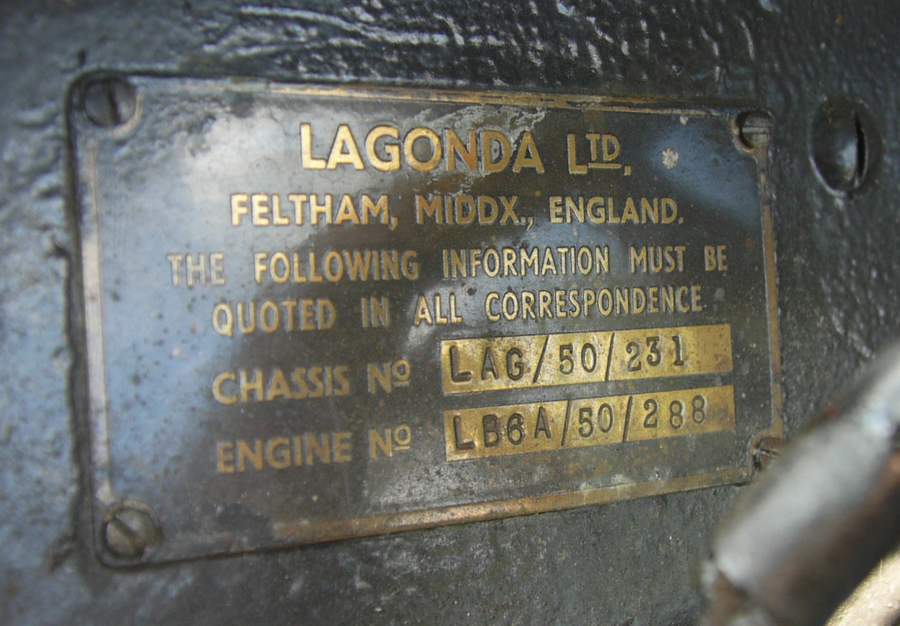 LAGONDA LTD.
FELTHAM, MIDDX., ENGLAND.
THE FOLLOWING INFORMATION MUST BE
QUOTED IN ALL CORRESPONDENCE
CHASSIS Nº LAG/50/231
ENGINE Nº LB6A/50/288